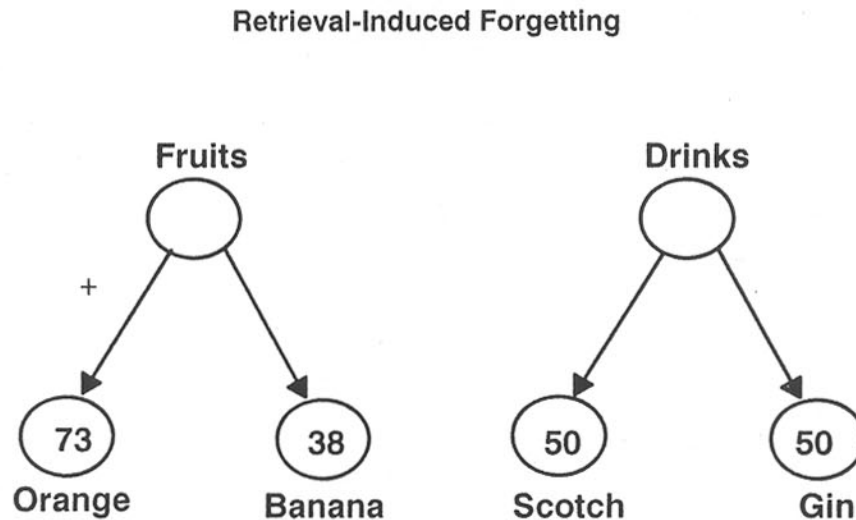 Retrieval-Induced Forgetting
Fruits Drinks
+
73 38 50 50
Orange Banana Scotch Gin